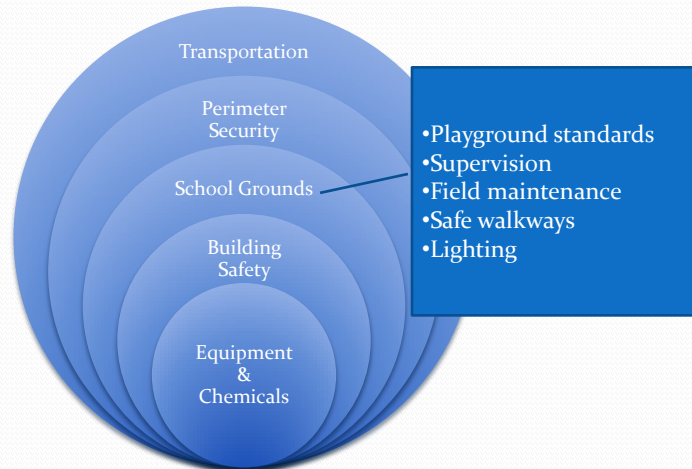 Transportation
Perimeter
Security
School Grounds
Building
Safety
Equipment
&
Chemicals
•Playground standards
•Supervision
•Field maintenance
•Safe walkways
•Lighting